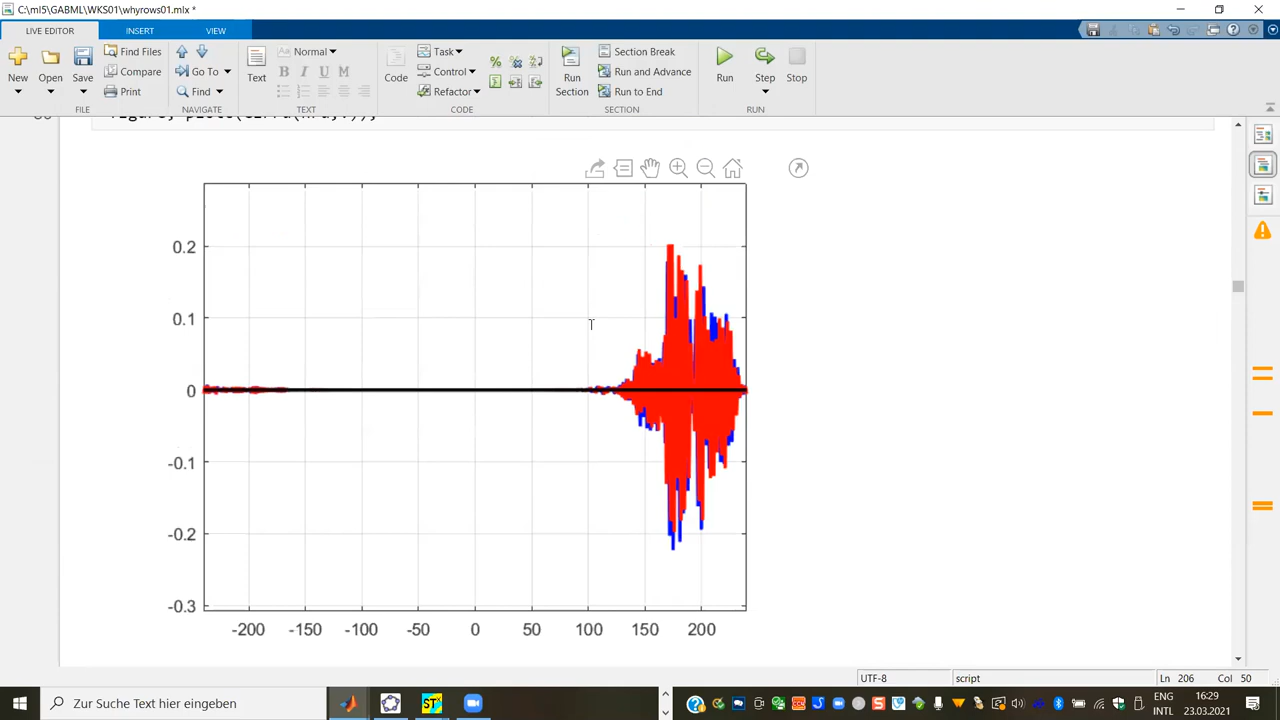 C:\ml5\GABML\WKS01\whyrows01.mlx *
LIVE EDITOR INSERT VIEW
New Open Save
Find Files
Compare
Print
Go To
Find
Text
Normal
B I U M
Code
Task
Control
Refactor
Run Section
Section Break
Run and Advance
Run to End
Run Step Stop
FILE NAVIGATE TEXT CODE SECTION RUN
0.2
0.1
0
-0.1
-0.2
-0.3
-200 -150 -100 -50 0 50 100 150 200
UTF-8 script Ln 206 Col 50
Zur Suche Text hier eingeben
ENG 16:29
INTL 23.03.2021